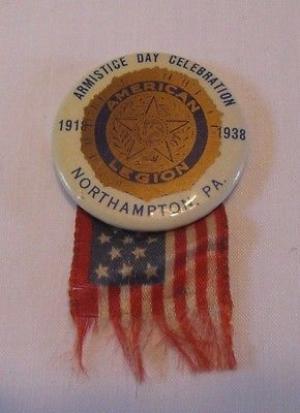 ARMISTICE DAY CELEBRATION
1918 1938
AMERICAN
LEGION
NORTHAMPTON, PA.